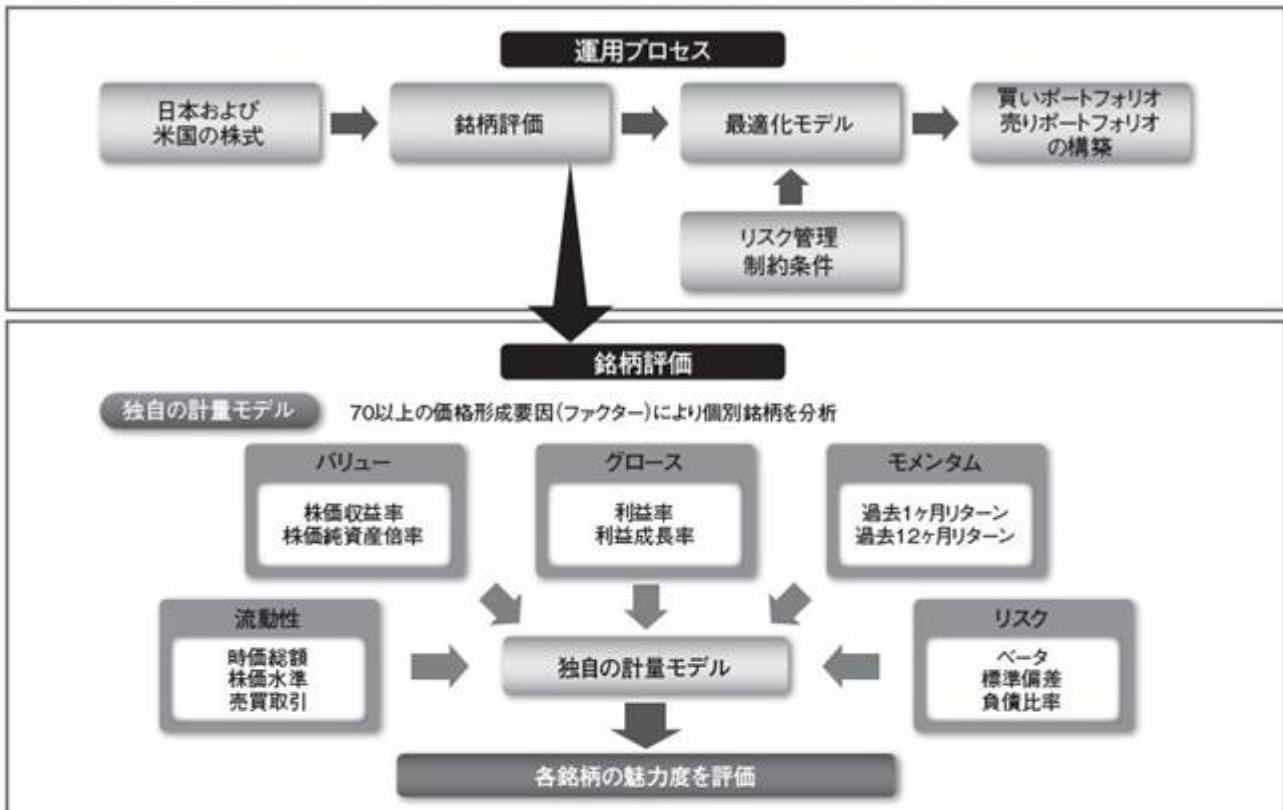 運用プロセス
日本および
米国の株式
銘柄評価
最適化モデル
買いポートフォリオ
売りポートフォリオ
の構築
リスク管理
制約条件
銘柄評価
独自の計量モデル
70以上の価格形成要因(ファクター)により個別銘柄を分析
バリュー
株価収益率
株価純資産倍率
グロース
利益率
利益成長率
モメンタム
過去1ヶ月リターン
過去12ヶ月リターン
流動性
時価総額
株価水準
売買取引
独自の計量モデル
リスク
ベータ
標準偏差
負債比率
各銘柄の魅力度を評価